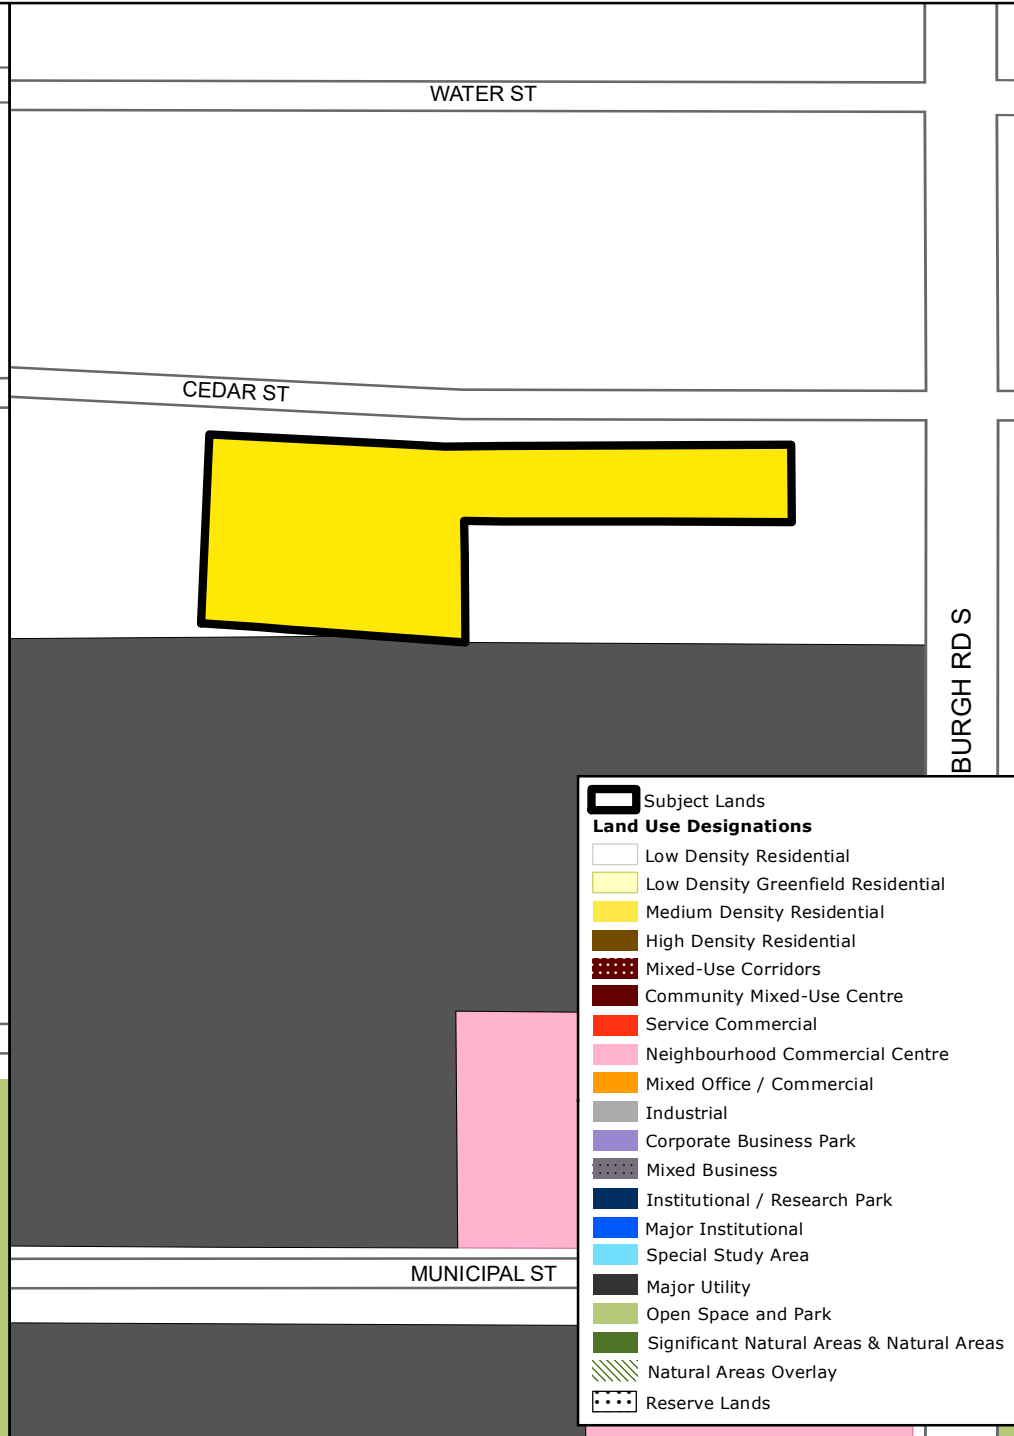 WATER ST
CEDAR ST
BURGH RD S
Subject Lands
Land Use Designations
Low Density Residential
Low Density Greenfield Residential
Medium Density Residential
High Density Residential
Mixed-Use Corridors
Community Mixed-Use Centre
Service Commercial
Neighbourhood Commercial Centre
Mixed Office / Commercial
Industrial
Corporate Business Park
Mixed Business
Institutional / Research Park
Major Institutional
Special Study Area
Major Utility
Open Space and Park
Significant Natural Areas & Natural Areas
Natural Areas Overlay
Reserve Lands
MUNICIPAL ST